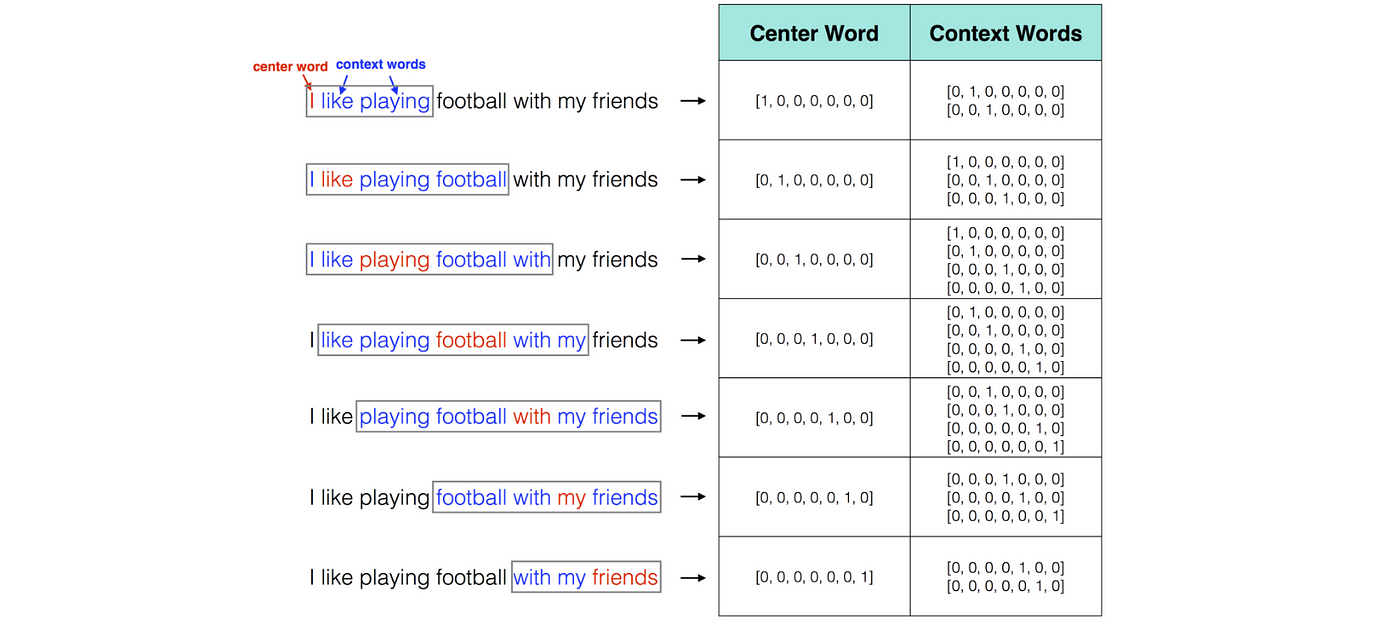 Center Word Context Words
center word context words
I like playing football with my friends → [1, 0, 0, 0, 0, 0, 0] [0, 1, 0, 0, 0, 0, 0]
[0, 0, 1, 0, 0, 0, 0]
I like playing football with my friends → [0, 1, 0, 0, 0, 0, 0] [1, 0, 0, 0, 0, 0, 0]
[0, 0, 1, 0, 0, 0, 0]
[0, 0, 0, 1, 0, 0, 0]
I like playing football with my friends → [0, 0, 1, 0, 0, 0, 0] [1, 0, 0, 0, 0, 0, 0]
[0, 1, 0, 0, 0, 0, 0]
[0, 0, 0, 1, 0, 0, 0]
[0, 0, 0, 0, 1, 0, 0]
I like playing football with my friends → [0, 0, 0, 1, 0, 0, 0] [0, 1, 0, 0, 0, 0, 0]
[0, 0, 1, 0, 0, 0, 0]
[0, 0, 0, 0, 1, 0, 0]
[0, 0, 0, 0, 0, 1, 0]
I like playing football with my friends → [0, 0, 0, 0, 1, 0, 0] [0, 0, 1, 0, 0, 0, 0]
[0, 0, 0, 1, 0, 0, 0]
[0, 0, 0, 0, 0, 1, 0]
[0, 0, 0, 0, 0, 0, 1]
I like playing football with my friends → [0, 0, 0, 0, 0, 1, 0] [0, 0, 0, 1, 0, 0, 0]
[0, 0, 0, 0, 1, 0, 0]
[0, 0, 0, 0, 0, 0, 1]
I like playing football with my friends → [0, 0, 0, 0, 0, 0, 1] [0, 0, 0, 0, 1, 0, 0]
[0, 0, 0, 0, 0, 1, 0]